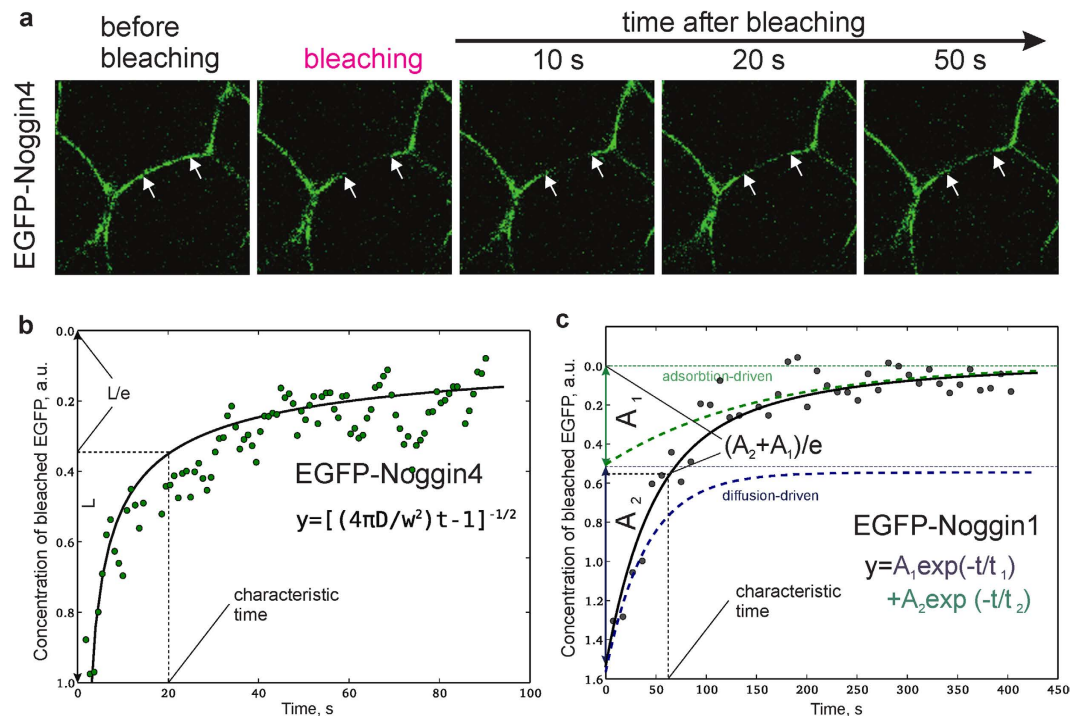 a
before
bleaching
bleaching
time after bleaching
10 s
20 s
50 s
EGFP-Noggin4
b
Concentration of bleached EGFP, a.u.
0.0
0.2
0.4
0.6
0.8
1.0
L/e
L
EGFP-Noggin4
y=[(4πD/w²)t-1]⁻¹/²
characteristic
time
0 20 40 60 80 100
Time, s
c
Concentration of bleached EGFP, a.u.
0.0
0.2
0.4
0.6
0.8
1.0
1.2
1.4
1.6
adsorbtion-driven
A₁
(A₂+A₁)/e
A₂
diffusion-driven
EGFP-Noggin1
y=A₁exp(-t/t₁)
+A₂exp (-t/t₂)
characteristic
time
0 50 100 150 200 250 300 350 400 450
Time, s